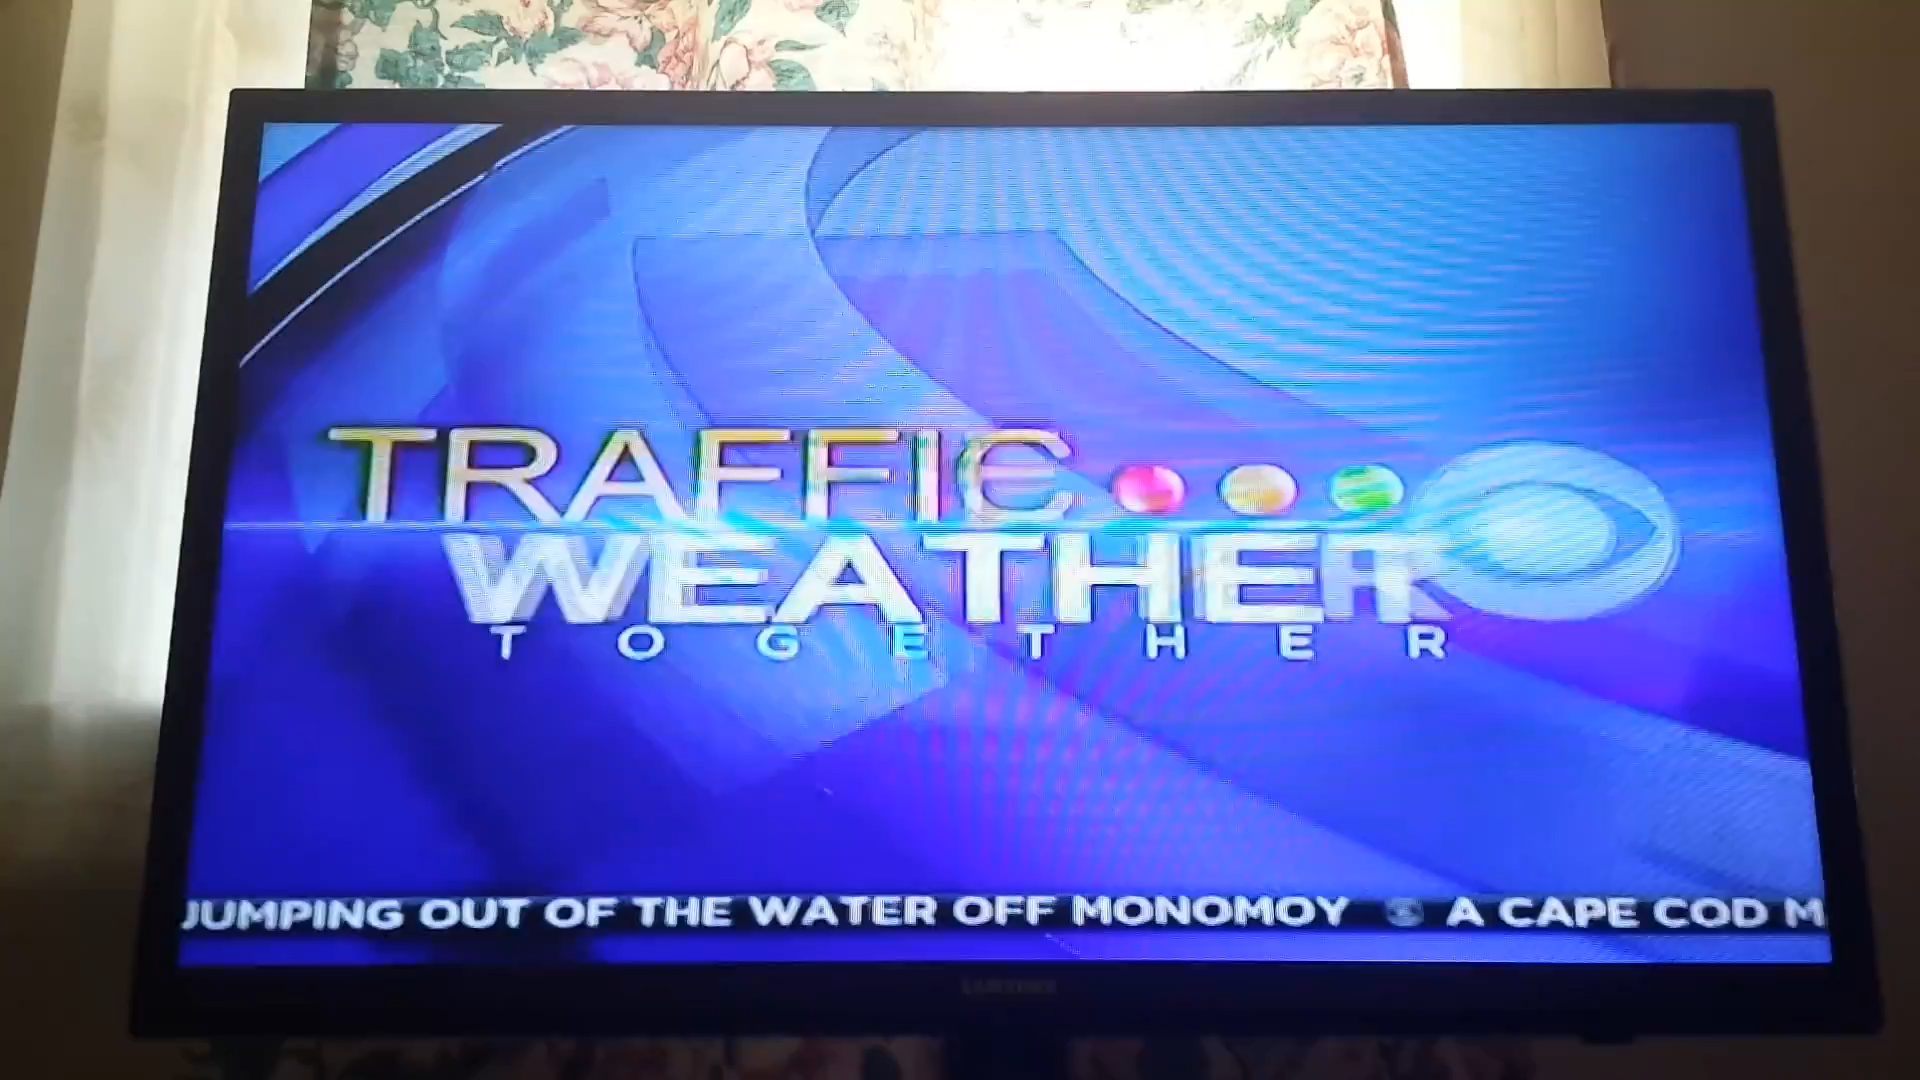 TRAFFIC
WEATHER
TOGETHER
JUMPING OUT OF THE WATER OFF MONOMOY A CAPE COD M